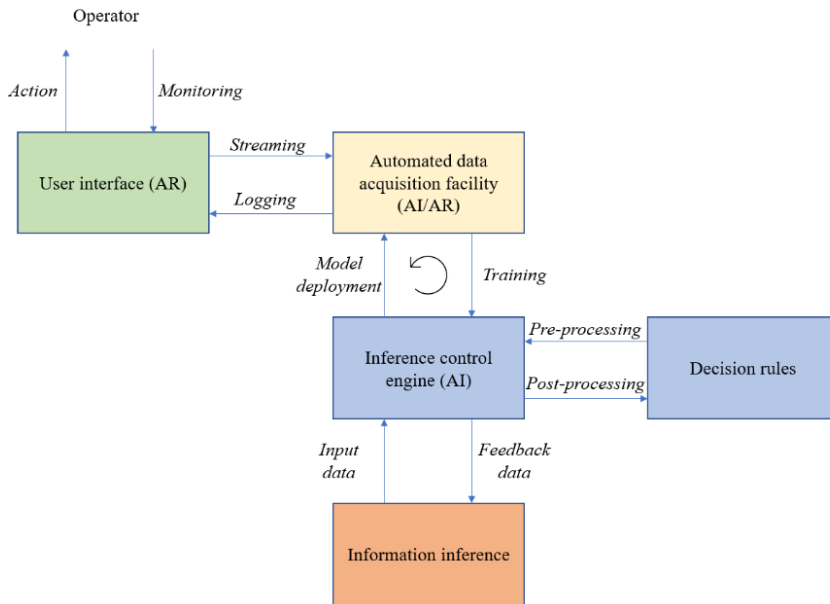 Operator
Action
Monitoring
User interface (AR)
Streaming
Logging
Automated data
acquisition facility
(AI/AR)
Model
deployment
Training
Inference control
engine (AI)
Pre-processing
Post-processing
Decision rules
Input
data
Feedback
data
Information inference